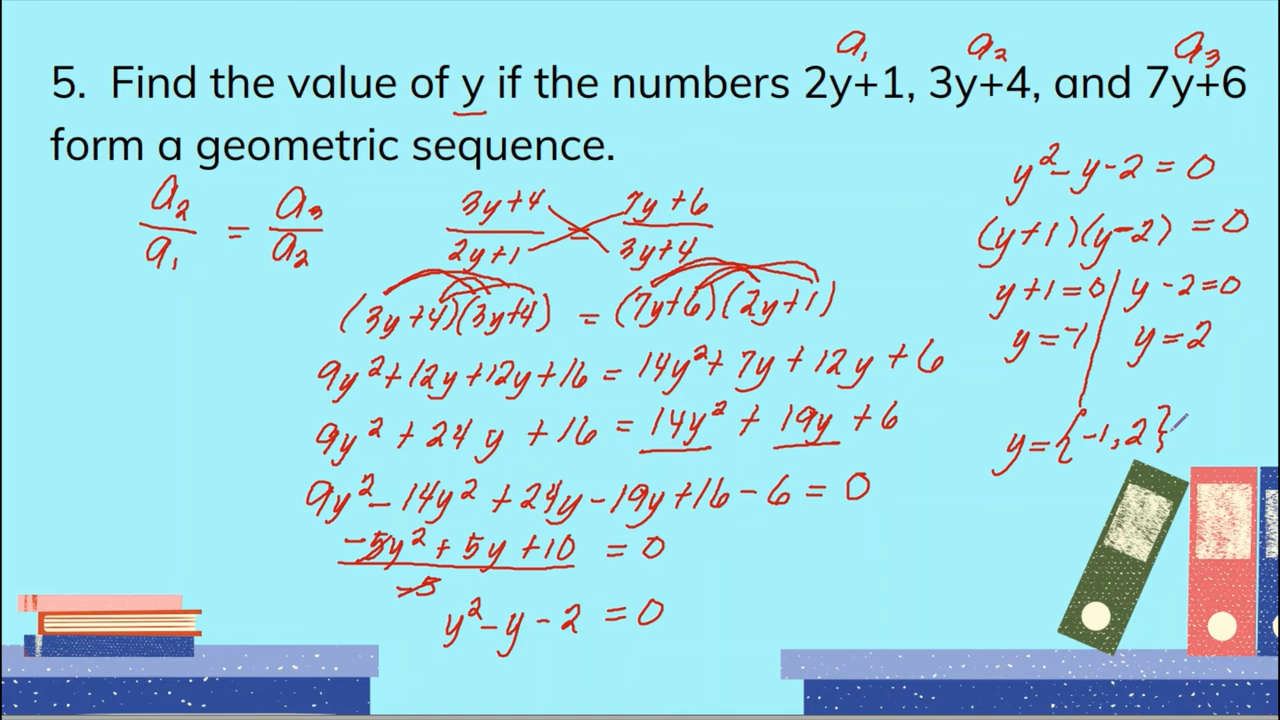 a₁ a₂ a₃
5. Find the value of y if the numbers 2y+1, 3y+4, and 7y+6
form a geometric sequence.
a₂/a₁ = a₃/a₂
(3y+4)/(2y+1) = (7y+6)/(3y+4)
(3y+4)(3y+4) = (7y+6)(2y+1)
9y²+12y+12y+16 = 14y²+7y+12y+6
9y²+24y+16 = 14y²+19y+6
9y²-14y²+24y-19y+16-6=0
-5y²+5y+10 = 0
-5
y²-y-2=0
y²-y-2=0
(y+1)(y-2) = 0
y+1=0 y-2=0
y=-1 y=2
y={-1,2}